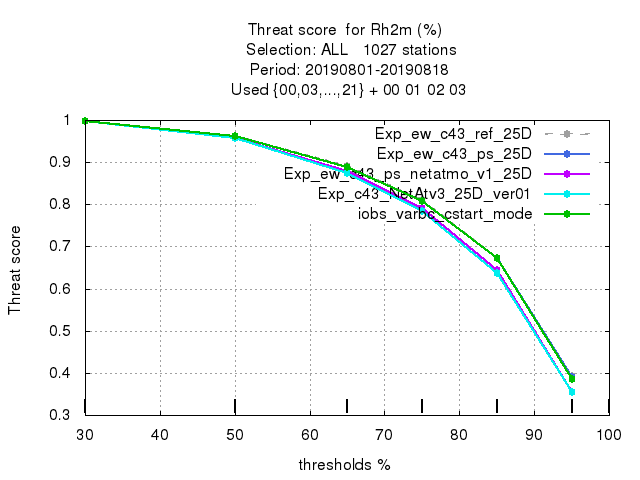 Threat score for Rh2m (%)
Selection: ALL 1027 stations
Period: 20190801-20190818
Used {00,03,...,21} + 00 01 02 03
Exp_ew_c43_ref_25D
Exp_ew_c43_ps_25D
Exp_ew_c43_ps_netatmo_v1_25D
Exp_c43_NetAtv3_25D_ver01
iobs_varbc_cstart_mode
Threat score
1
0.9
0.8
0.7
0.6
0.5
0.4
0.3
30 40 50 60 70 80 90 100
thresholds %